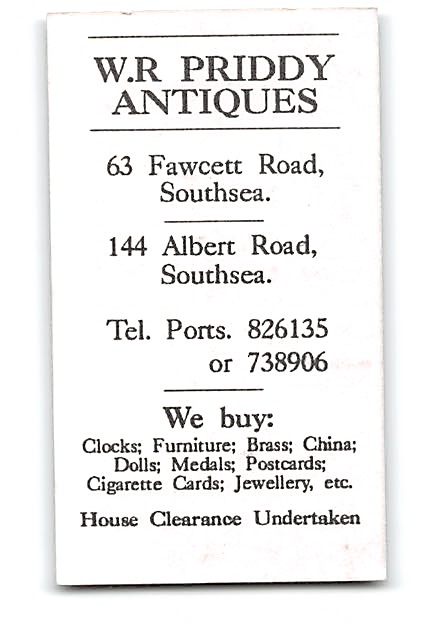 W.R PRIDDY
ANTIQUES
63 Fawcett Road,
Southsea.
144 Albert Road,
Southsea.
Tel. Ports. 826135
or 738906
We buy:
Clocks; Furniture; Brass; China;
Dolls; Medals; Postcards;
Cigarette Cards; Jewellery, etc.
House Clearance Undertaken